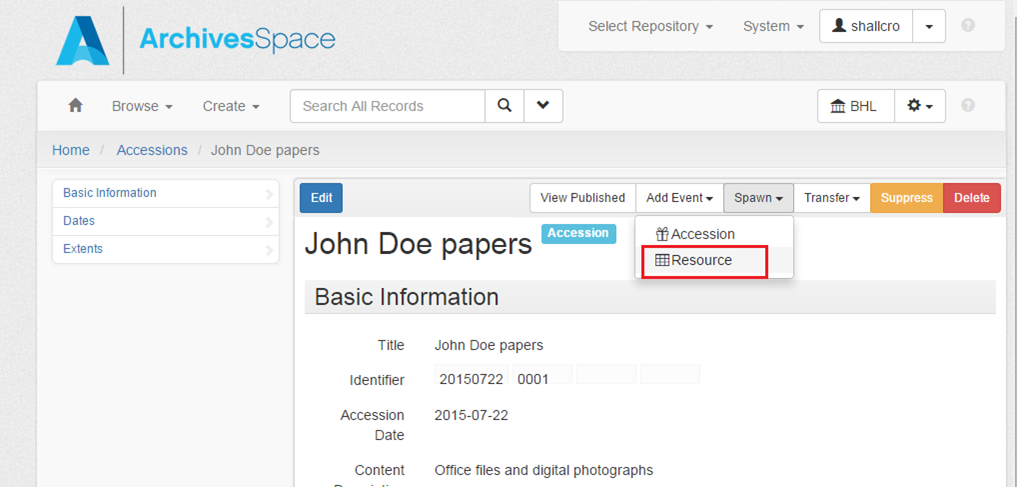 ArchivesSpace
Select Repository System shallcro
Browse Create Search All Records BHL
Home / Accessions / John Doe papers
Basic Information
Dates
Extents
Edit View Published Add Event Spawn Transfer Suppress Delete
John Doe papers Accession
Accession
Resource
Basic Information
Title John Doe papers
Identifier 20150722 0001
Accession 2015-07-22
Date
Content Office files and digital photographs